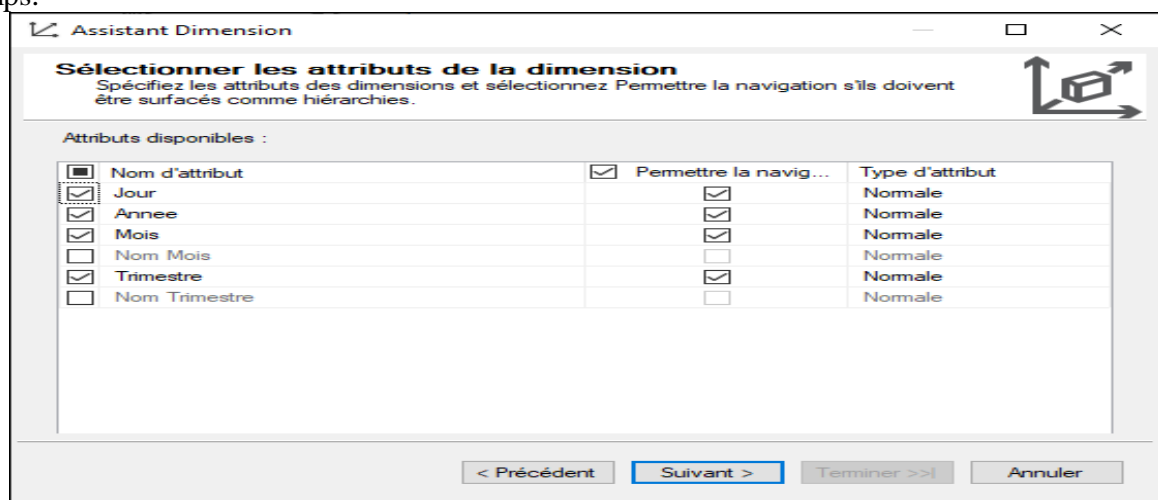 ps.
Assistant Dimension
Sélectionner les attributs de la dimension
Spécifiez les attributs des dimensions et sélectionnez Permettre la navigation s'ils doivent
être surfacés comme hiérarchies.
Attributs disponibles :
Nom d'attribut Permettre la navig... Type d'attribut
Jour Normale
Annee Normale
Mois Normale
Nom Mois Normale
Trimestre Normale
Nom Trimestre Normale
< Précédent Suivant > Terminer >>| Annuler